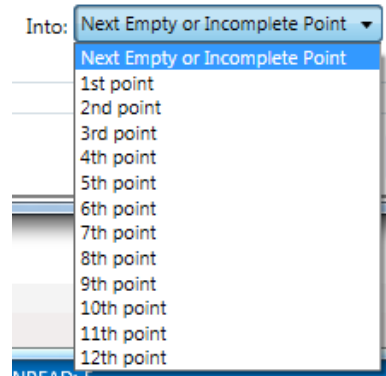 Into: Next Empty or Incomplete Point
Next Empty or Incomplete Point
1st point
2nd point
3rd point
4th point
5th point
6th point
7th point
8th point
9th point
10th point
11th point
12th point